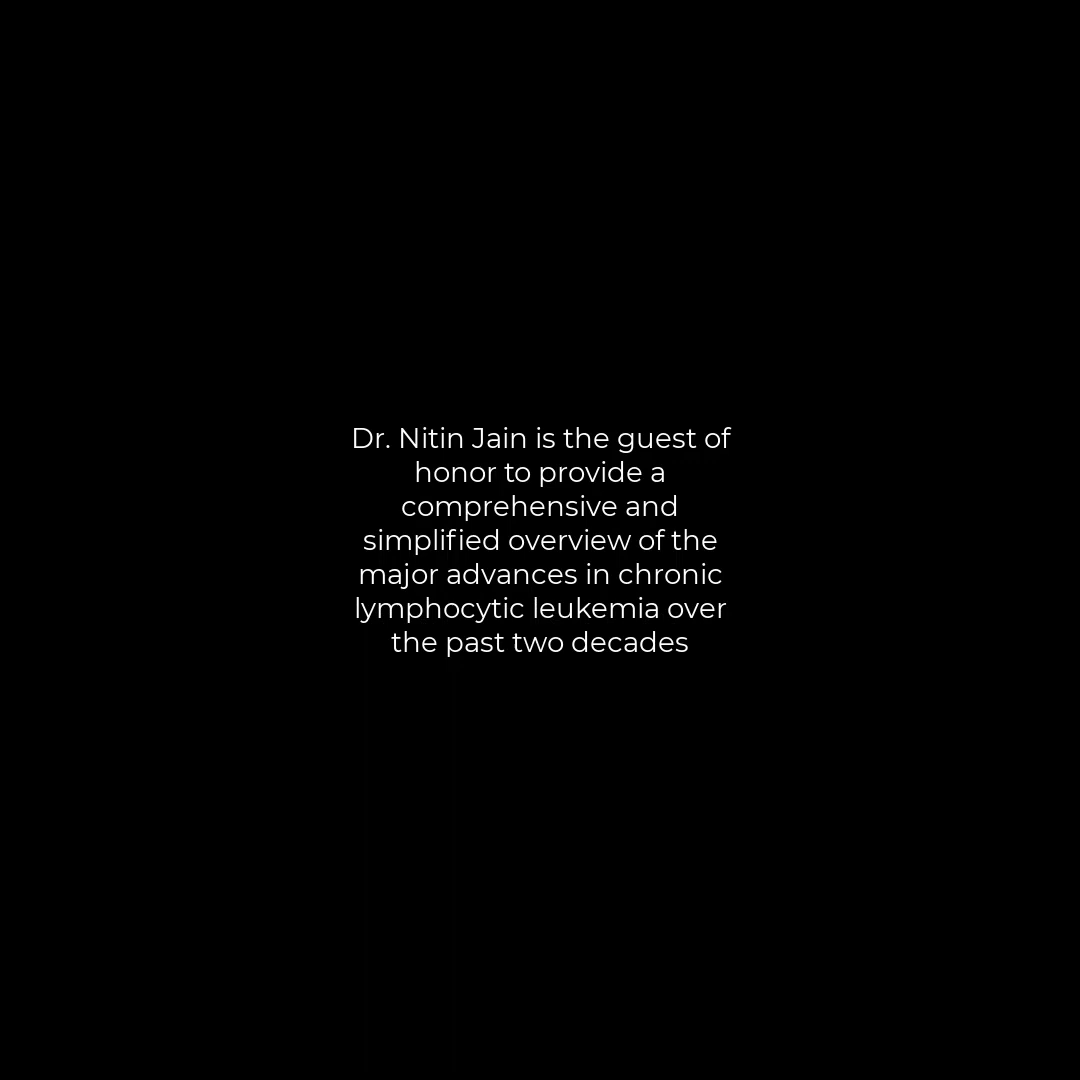 Dr. Nitin Jain is the guest of
honor to provide a
comprehensive and
simplified overview of the
major advances in chronic
lymphocytic leukemia over
the past two decades